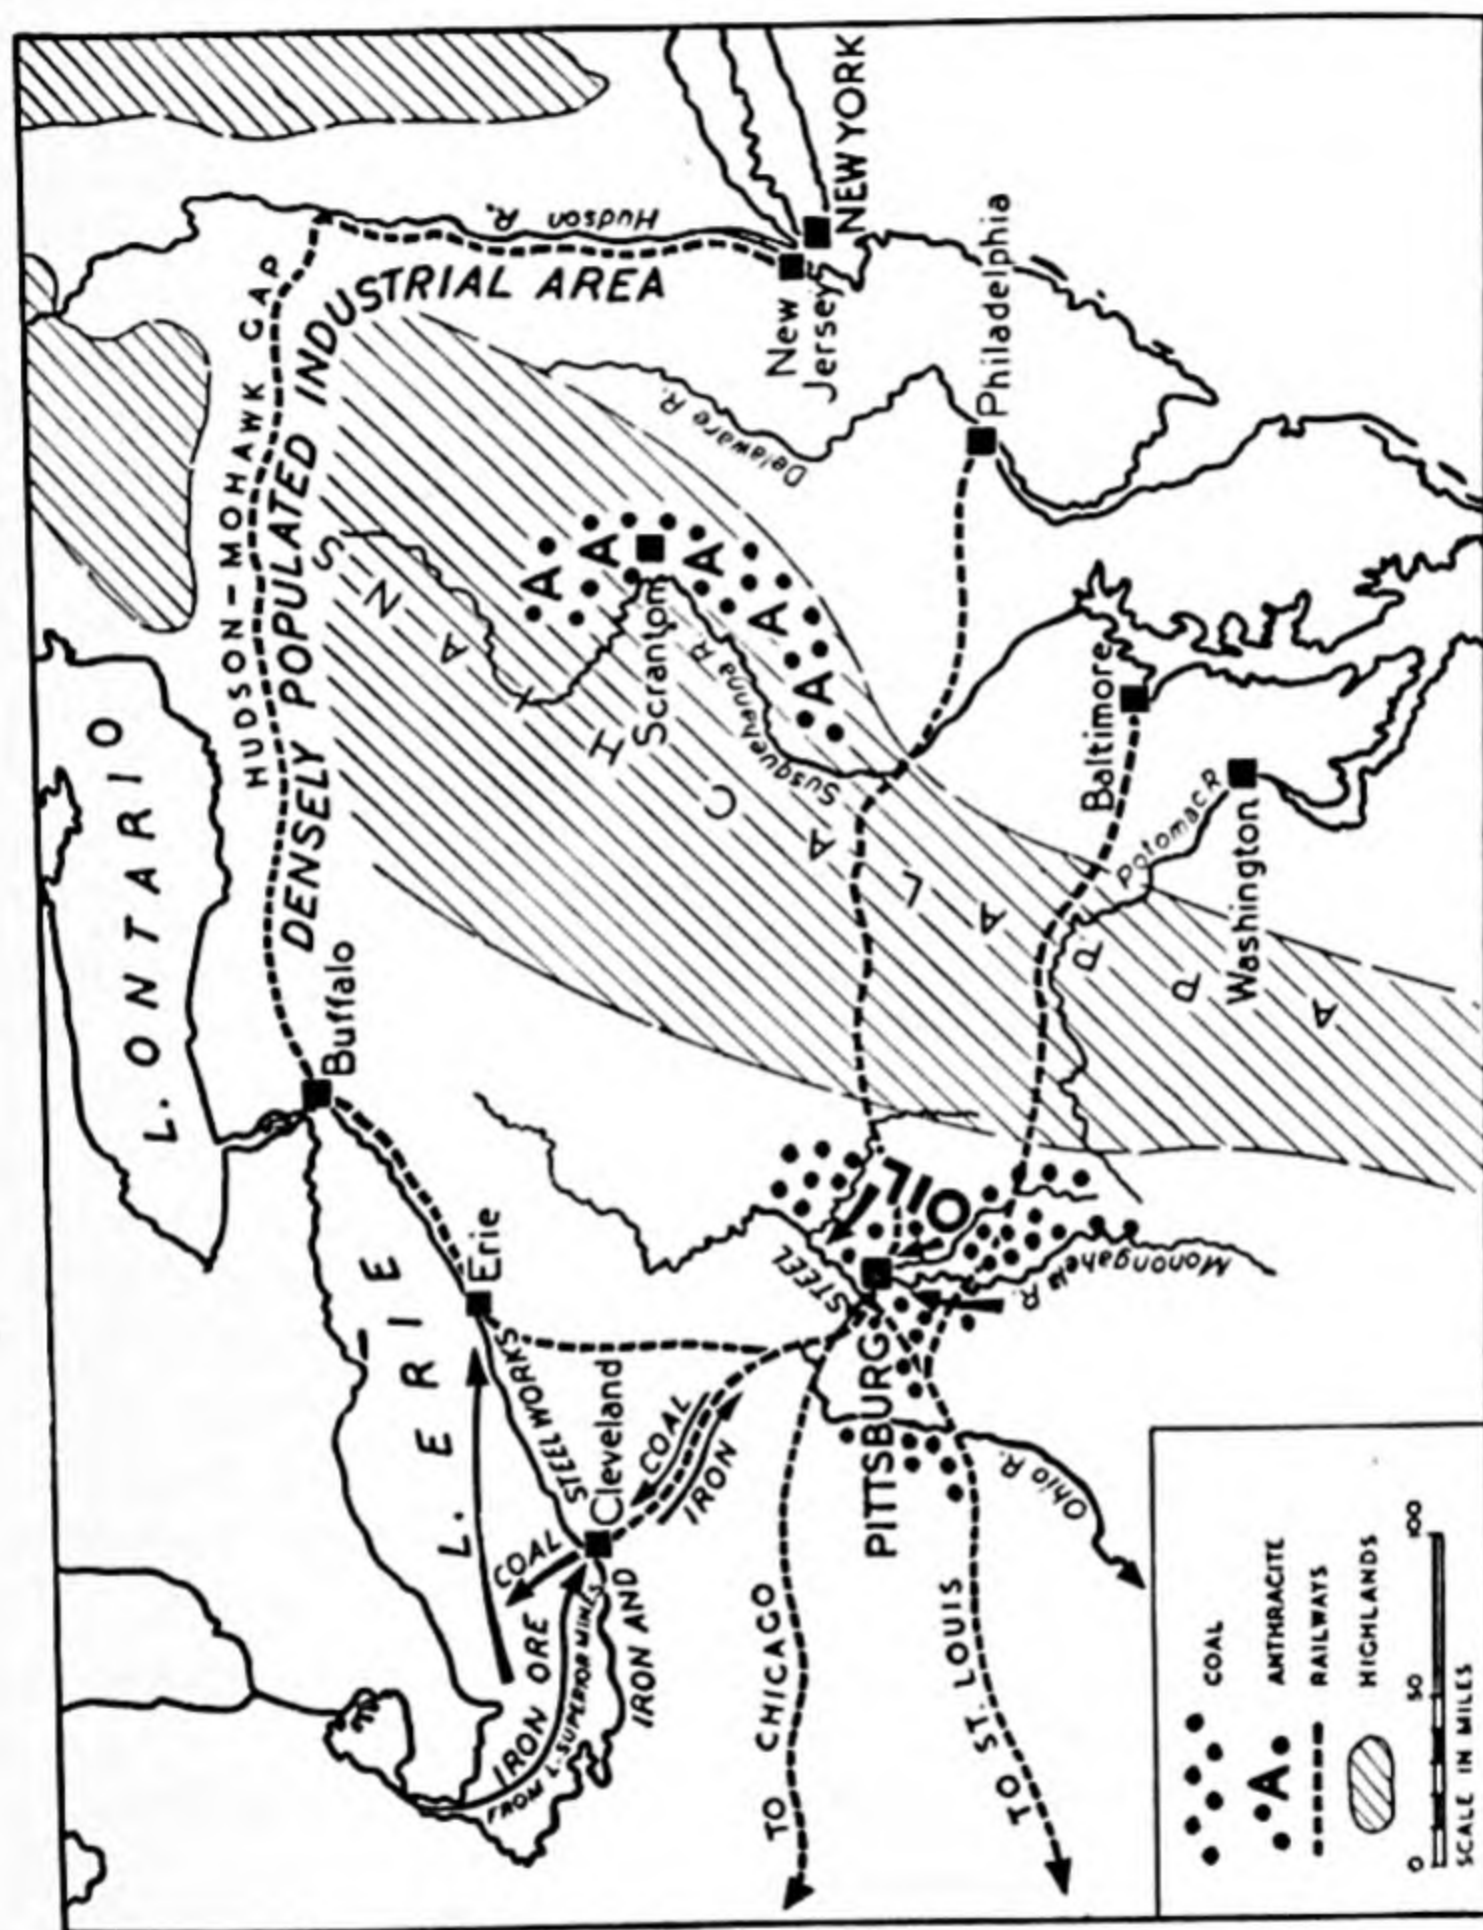 L. ONTARIO
HUDSON-MOHAWK GAP
DENSELY POPULATED INDUSTRIAL AREA
Hudson R.
NEW YORK
New
Jersey
Philadelphia
Delaware R.
Buffalo
L. ERIE
Erie
Scranton
Susquehanna R.
APPALACHIANS
Baltimore
Potomac R
Washington
COAL
IRON ORE
FROM L. SUPERIOR MINES
IRON AND
STEEL WORKS
Cleveland
COAL
IRON
STEEL
OIL
PITTSBURG
Monongahela R.
Ohio R.
TO CHICAGO
TO ST. LOUIS
COAL
A ANTHRACITE
RAILWAYS
HIGHLANDS
0 50 100
SCALE IN MILES
A
A
A
A
A